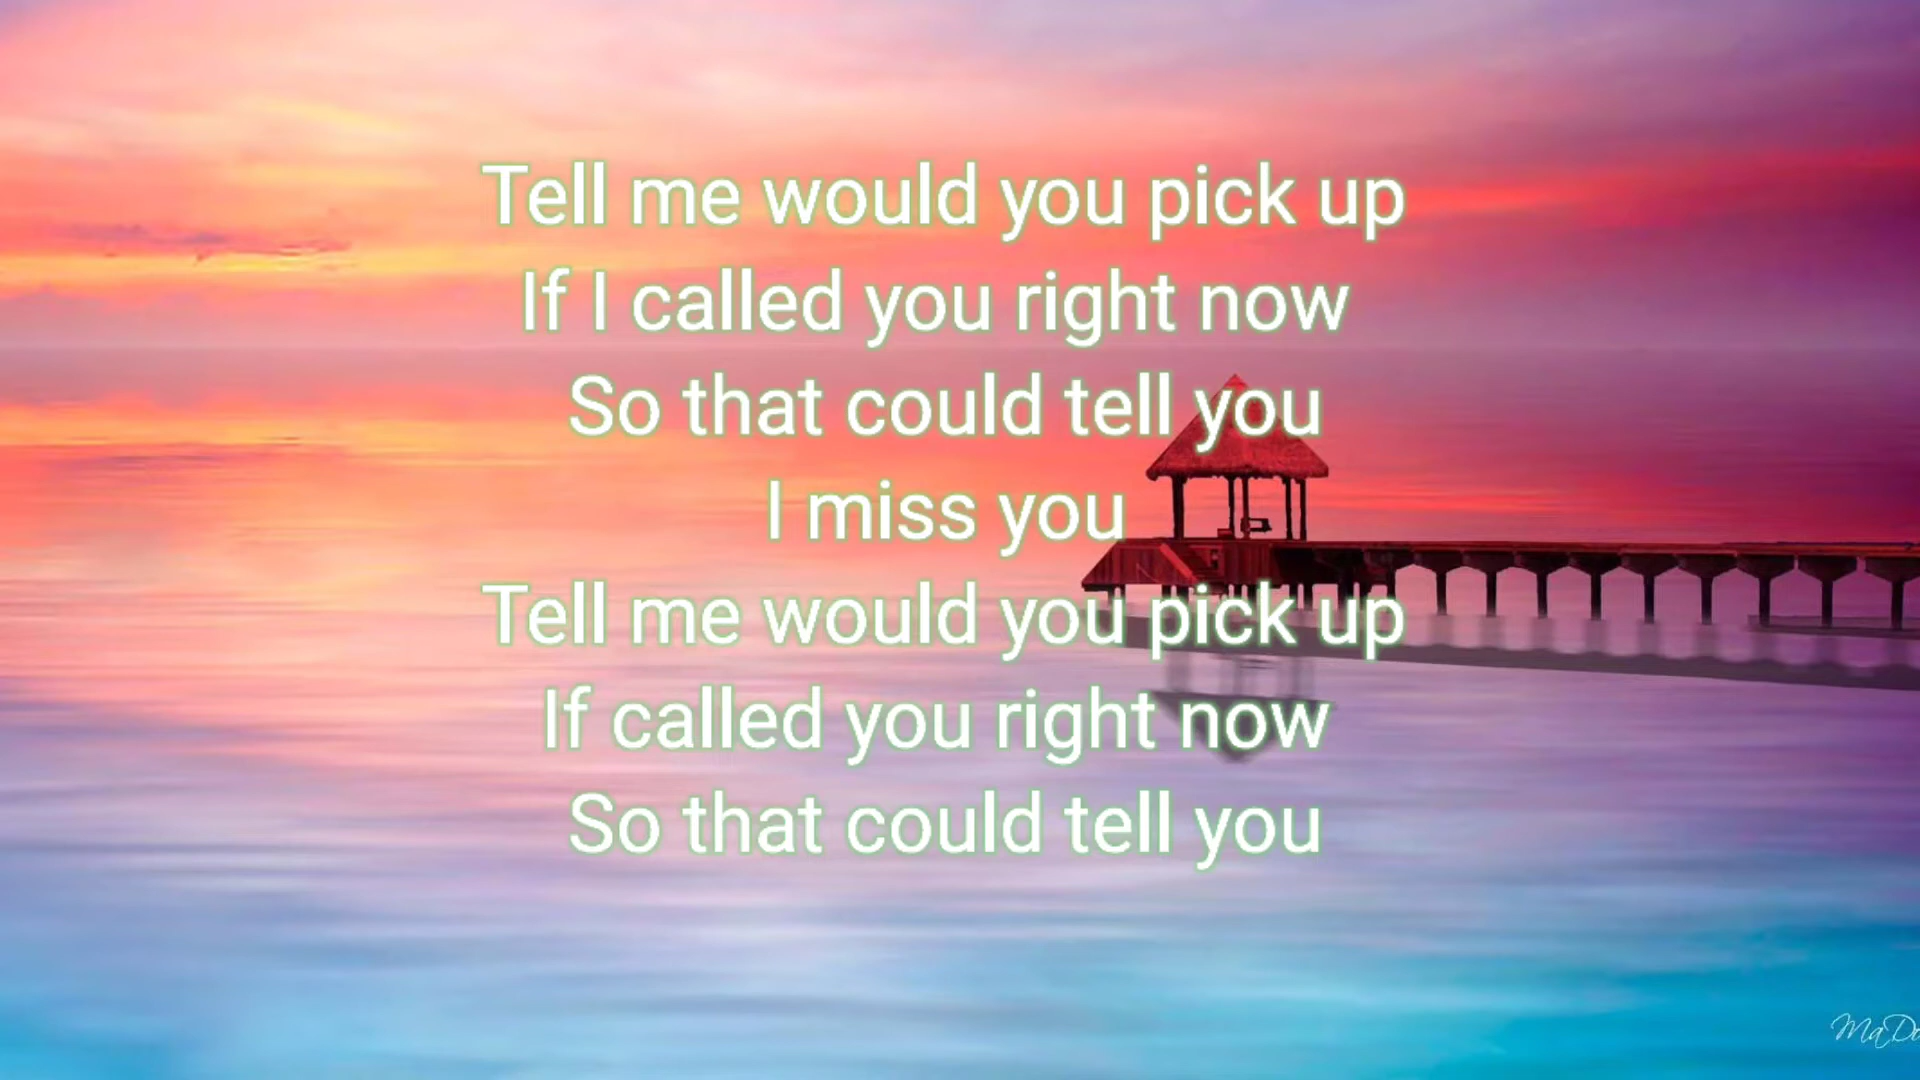 Tell me would you pick up
If I called you right now
So that could tell you
I miss you
Tell me would you pick up
If called you right now
So that could tell you